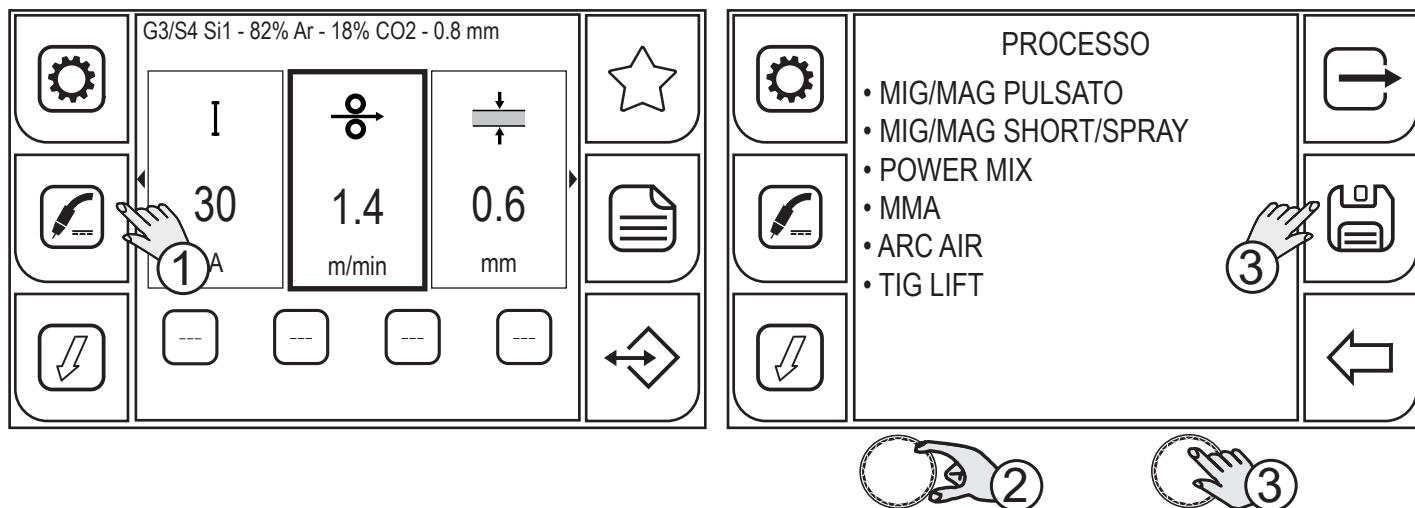 G3/S4 Si1 - 82% Ar - 18% CO2 - 0.8 mm
I
30
A
1.4
m/min
0.6
mm
--- --- --- ---
1
PROCESSO
• MIG/MAG PULSATO
• MIG/MAG SHORT/SPRAY
• POWER MIX
• MMA
• ARC AIR
• TIG LIFT
3
2
3